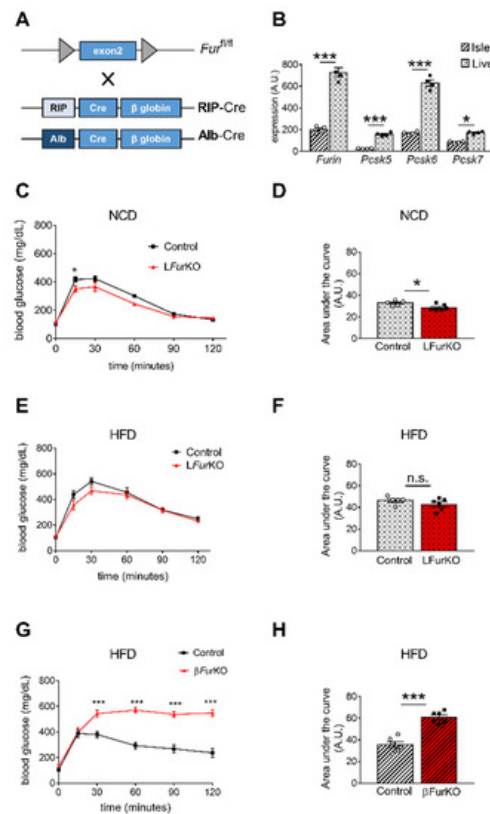 A
exon2
Fur fl/fl
X
RIP Cre β globin RIP-Cre
Alb Cre β globin Alb-Cre
B
expression (A.U.)
800
600
400
200
0
*** *** *** *
Isle
Live
Furin Pcsk5 Pcsk6 Pcsk7
C
NCD
blood glucose (mg/dL)
800
600
400
200
0
*
Control
LFurKO
0 30 60 90 120
time (minutes)
D
NCD
Area under the curve
(A.U.)
80
60
40
20
0
*
Control LFurKO
E
HFD
blood glucose (mg/dL)
800
600
400
200
0
Control
LFurKO
0 30 60 90 120
time (minutes)
F
HFD
Area under the curve
(A.U.)
80
60
40
20
0
n.s.
Control LFurKO
G
HFD
blood glucose (mg/dL)
800
600
400
200
0
Control
βFurKO
*** *** *** ***
0 30 60 90 120
time (minutes)
H
HFD
Area under the curve
(A.U.)
80
60
40
20
0
***
Control βFurKO